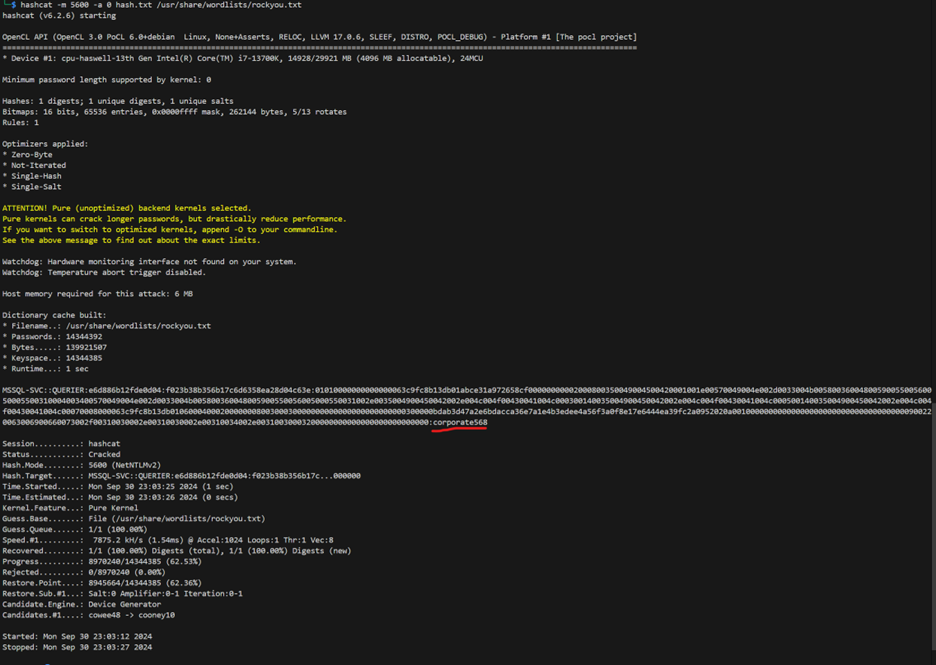 $ hashcat -m 5600 -a 0 hash.txt /usr/share/wordlists/rockyou.txt
hashcat (v6.2.6) starting
OpenCL API (OpenCL 3.0 PoCL 6.0+debian  Linux, None+Asserts, RELOC, LLVM 17.0.6, SLEEF, DISTRO, POCL_DEBUG) - Platform #1 [The pocl project]
* Device #1: cpu-haswell-13th Gen Intel(R) Core(TM) i7-13700K, 14928/29921 MB (4096 MB allocatable), 24MCU
Minimum password length supported by kernel: 0
Hashes: 1 digests; 1 unique digests, 1 unique salts
Bitmaps: 16 bits, 65536 entries, 0x0000ffff mask, 262144 bytes, 5/13 rotates
Rules: 1
Optimizers applied:
* Zero-Byte
* Not-Iterated
* Single-Hash
* Single-Salt
ATTENTION! Pure (unoptimized) backend kernels selected.
Pure kernels can crack longer passwords, but drastically reduce performance.
If you want to switch to optimized kernels, append -O to your commandline.
See the above message to find out about the exact limits.
Watchdog: Hardware monitoring interface not found on your system.
Watchdog: Temperature abort trigger disabled.
Host memory required for this attack: 6 MB
Dictionary cache built:
* Filename..: /usr/share/wordlists/rockyou.txt
* Passwords.: 14344392
* Bytes.....: 139921507
* Keyspace..: 14344385
* Runtime...: 1 sec
MSSQL-SVC::QUERIER:e6d886b12fde0d04:
:corporate568
Session..........: hashcat
Status...........: Cracked
Hash.Mode........: 5600 (NetNTLMv2)
Hash.Target......: MSSQL-SVC::QUERIER:e6d886b12fde0d04:f023b38b356b17c...000000
Time.Started.....: Mon Sep 30 23:03:25 2024 (1 sec)
Time.Estimated...: Mon Sep 30 23:03:26 2024 (0 secs)
Kernel.Feature...: Pure Kernel
Guess.Base.......: File (/usr/share/wordlists/rockyou.txt)
Guess.Queue......: 1/1 (100.00%)
Speed.#1.........:  7875.2 kH/s (1.54ms) @ Accel:1024 Loops:1 Thr:1 Vec:8
Recovered........: 1/1 (100.00%) Digests (total), 1/1 (100.00%) Digests (new)
Progress.........: 8970240/14344385 (62.53%)
Rejected.........: 0/8970240 (0.00%)
Restore.Point....: 8945664/14344385 (62.36%)
Restore.Sub.#1...: Salt:0 Amplifier:0-1 Iteration:0-1
Candidate.Engine.: Device Generator
Candidates.#1....: cowee48 -> cooney10
Started: Mon Sep 30 23:03:12 2024
Stopped: Mon Sep 30 23:03:27 2024